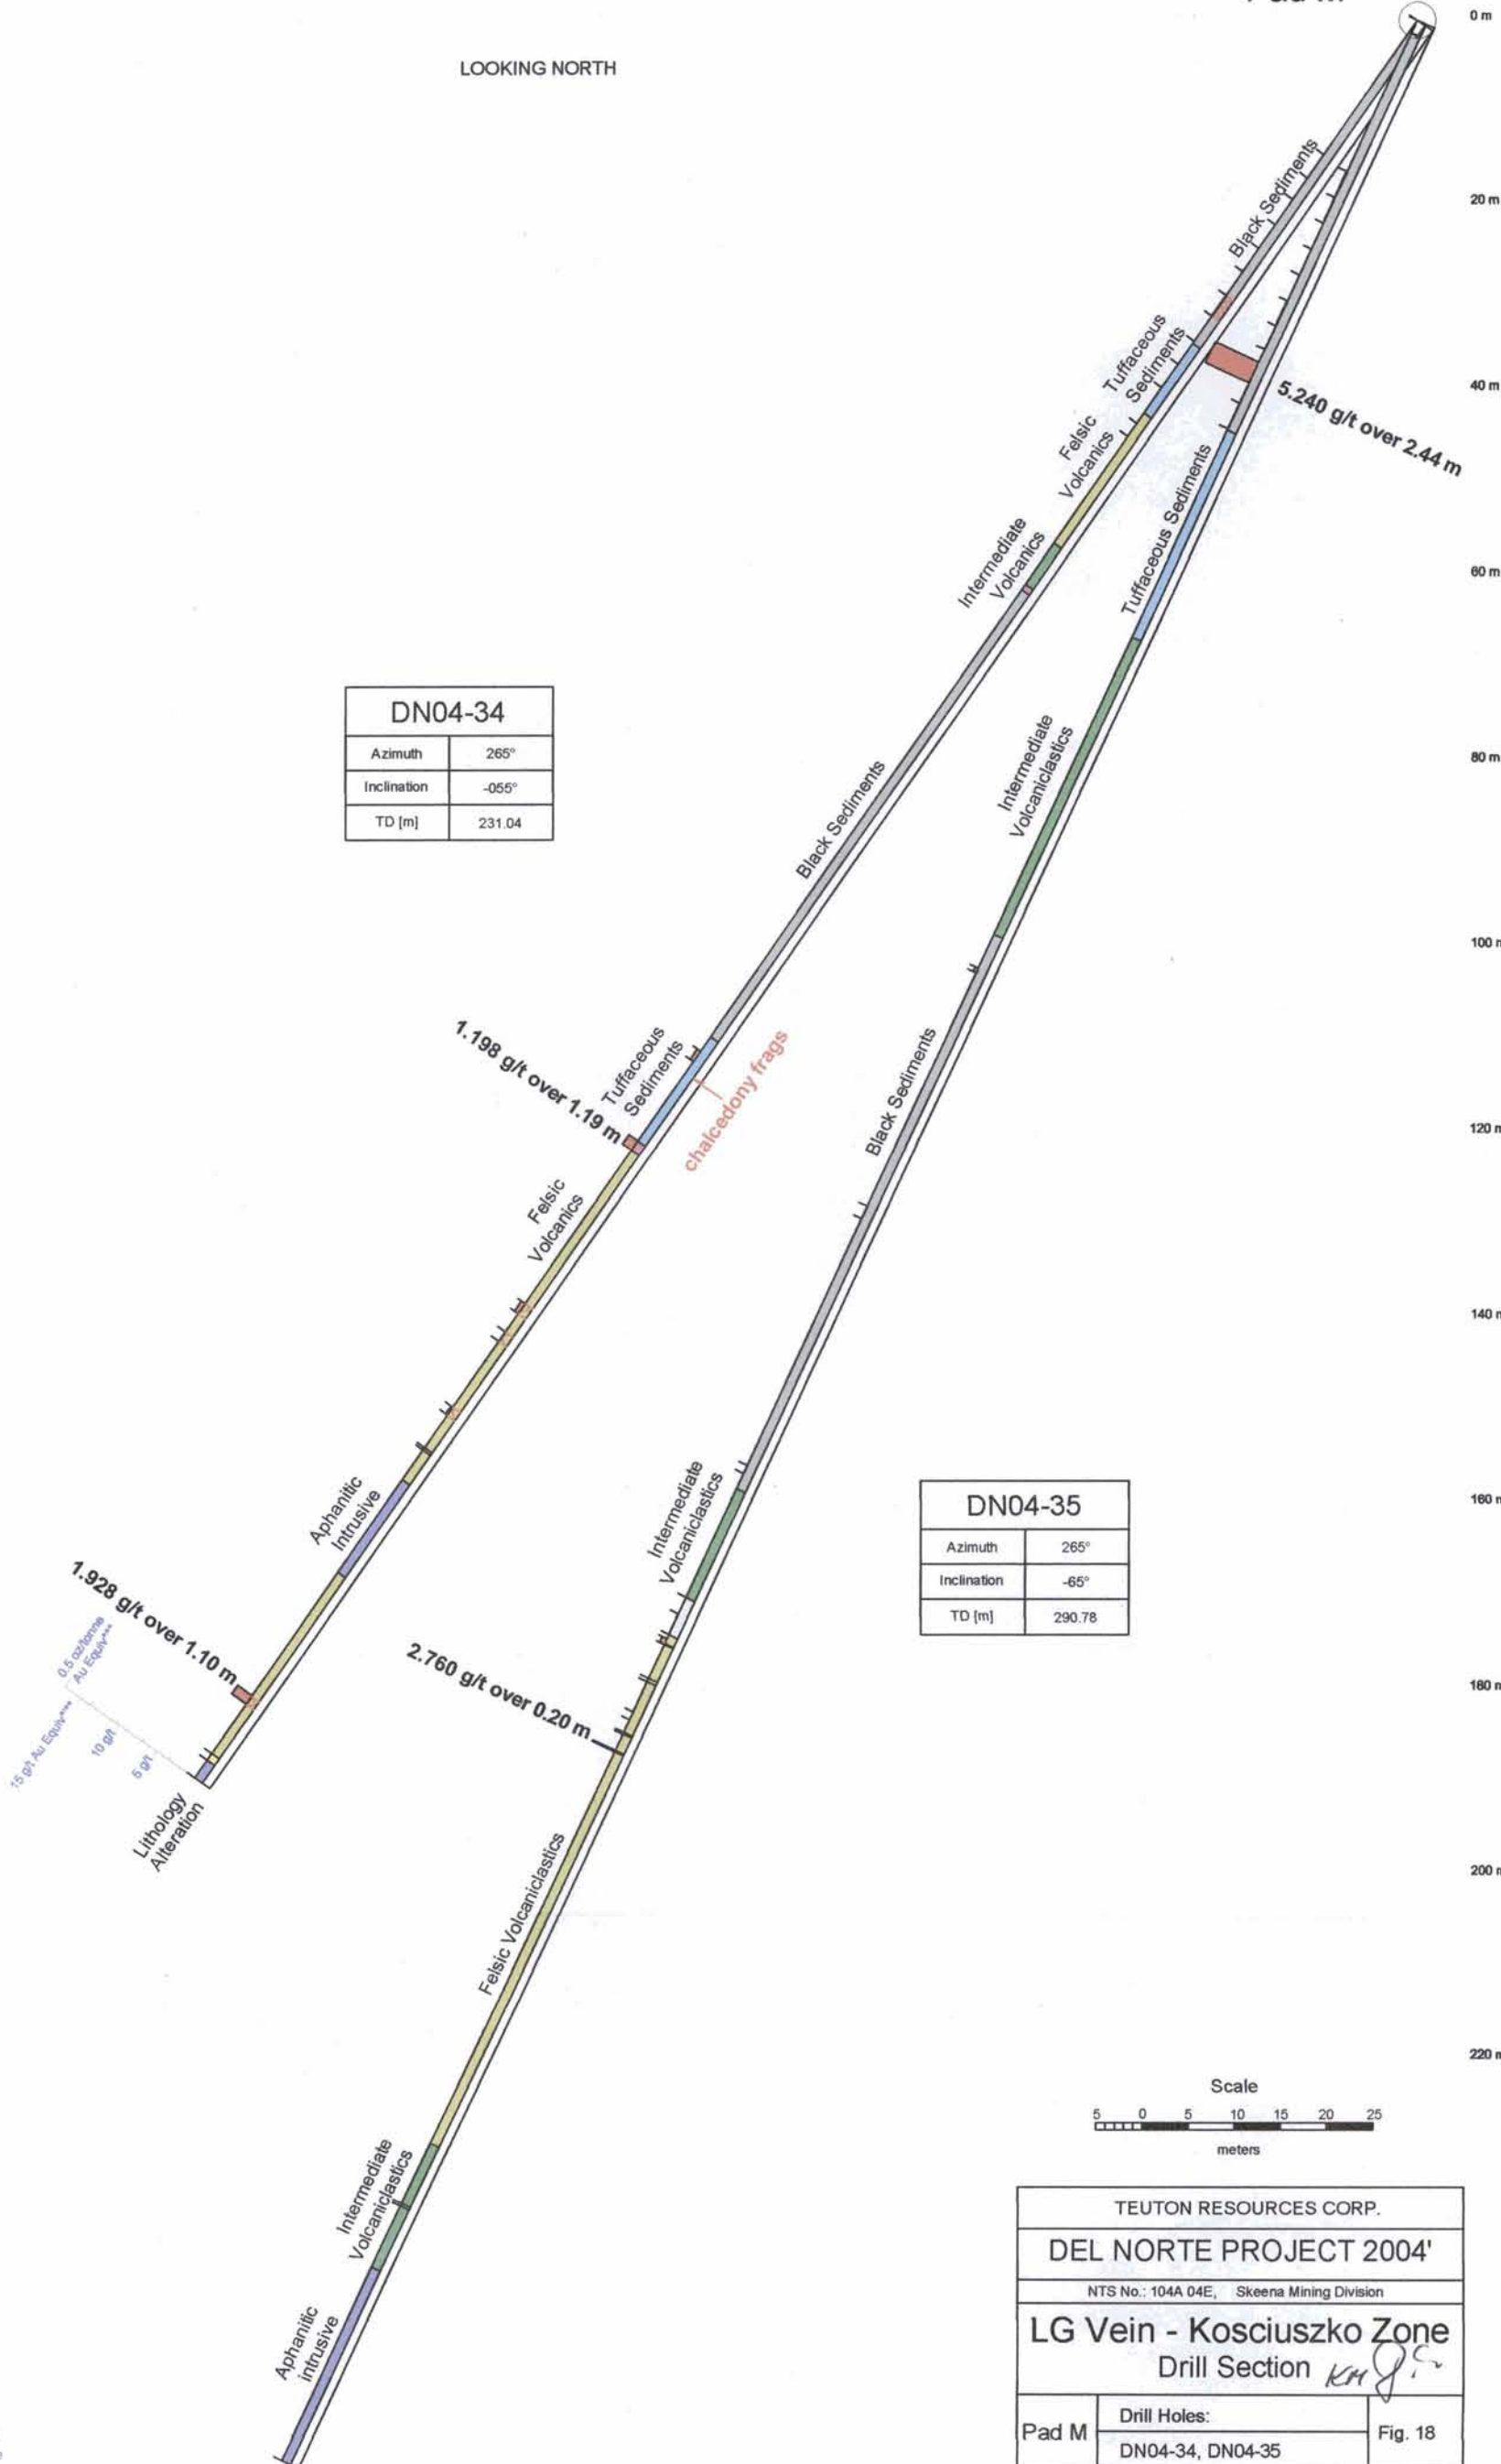 0 m
LOOKING NORTH
Black Sediments
20 m
Tuffaceous
Sediments
40 m
5.240 g/t over 2.44 m
Felsic
Volcanics
Tuffaceous Sediments
Intermediate
Volcanics
60 m
DN04-34
Azimuth 265°
Inclination -055°
TD [m] 231.04
Intermediate
Volcaniclastics
80 m
Black Sediments
100 m
1.198 g/t over 1.19 m
Tuffaceous
Sediments
chalcedony frags
Black Sediments
120 m
Felsic
Volcanics
140 m
Aphanitic
Intrusive
Intermediate
Volcaniclastics
160 m
DN04-35
Azimuth 265°
Inclination -65°
TD [m] 290.78
1.928 g/t over 1.10 m
0.5 oz/tonne
Au Equiv***
15 g/t Au Equiv***
10 g/t
5 g/t
2.760 g/t over 0.20 m
180 m
Lithology
Alteration
200 m
Felsic Volcaniclastics
220 m
Scale
5 0 5 10 15 20 25
meters
Intermediate
Volcaniclastics
Aphanitic
intrusive
TEUTON RESOURCES CORP.
DEL NORTE PROJECT 2004'
NTS No.: 104A 04E, Skeena Mining Division
LG Vein - Kosciuszko Zone
Drill Section KM
Pad M
Drill Holes:
DN04-34, DN04-35
Fig. 18